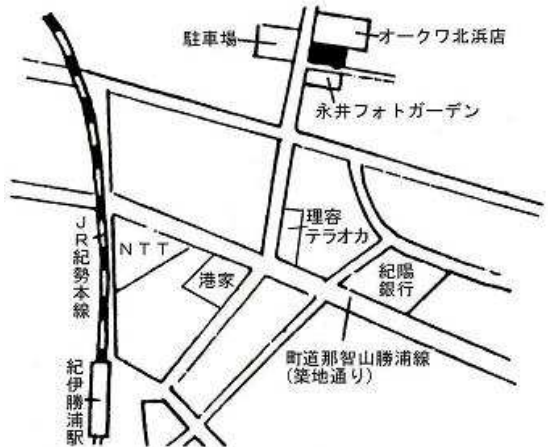 駐車場
オークワ北浜店
永井フォトガーデン
理容
テラオカ
JR紀勢本線
NTT
港家
紀陽
銀行
町道那智山勝浦線
(築地通り)
紀伊勝浦駅